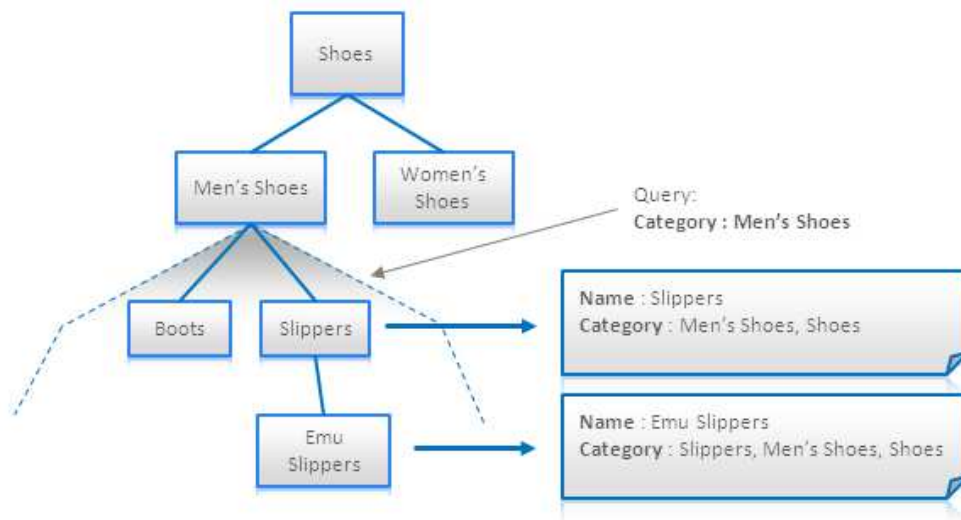 Shoes
Men's Shoes
Women's
Shoes
Query:
Category : Men's Shoes
Boots
Slippers
Name : Slippers
Category : Men's Shoes, Shoes
Emu
Slippers
Name : Emu Slippers
Category : Slippers, Men's Shoes, Shoes